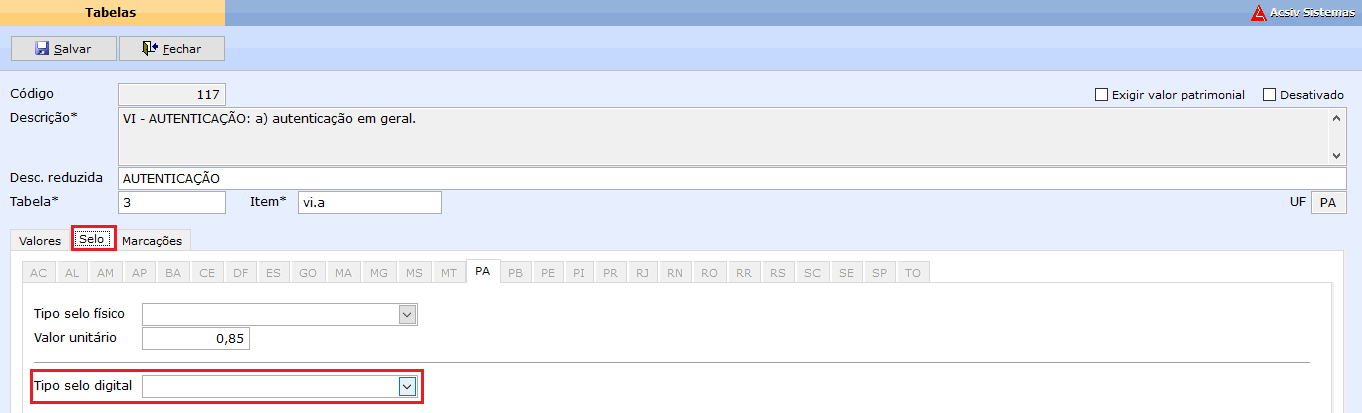 Tabelas
Acsiv Sistemas
Salvar Fechar
Código 117 Exigir valor patrimonial Desativado
Descrição* VI - AUTENTICAÇÃO: a) autenticação em geral.
Desc. reduzida AUTENTICAÇÃO
Tabela* 3 Item* vi.a UF PA
Valores Selo Marcações
AC AL AM AP BA CE DF ES GO MA MG MS MT PA PB PE PI PR RJ RN RO RR RS SC SE SP TO
Tipo selo físico
Valor unitário 0,85
Tipo selo digital